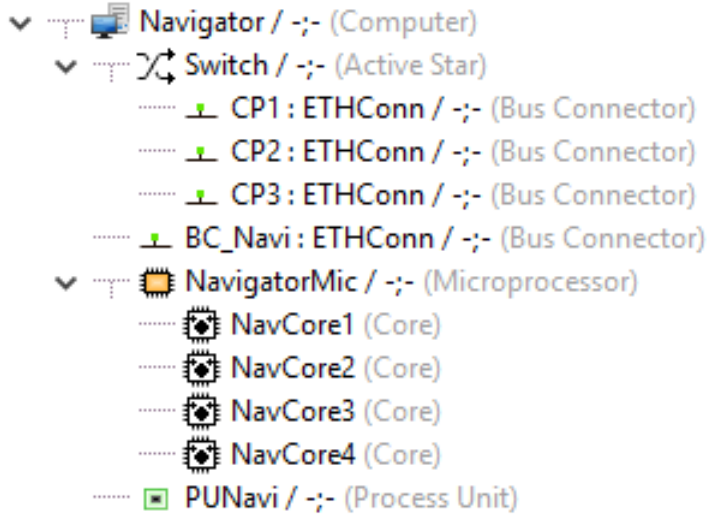 Navigator / -;- (Computer)
Switch / -;- (Active Star)
CP1 : ETHConn / -;- (Bus Connector)
CP2 : ETHConn / -;- (Bus Connector)
CP3 : ETHConn / -;- (Bus Connector)
BC_Navi : ETHConn / -;- (Bus Connector)
NavigatorMic / -;- (Microprocessor)
NavCore1 (Core)
NavCore2 (Core)
NavCore3 (Core)
NavCore4 (Core)
PUNavi / -;- (Process Unit)